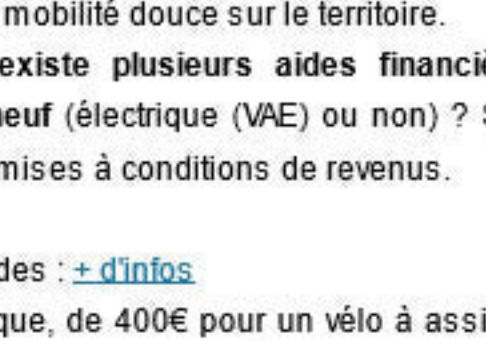 mobilité douce sur le territoire.
existe plusieurs aides financiè
neuf (électrique (VAE) ou non) ? S
mises à conditions de revenus.
des : + d'infos
que, de 400€ pour un vélo à assi